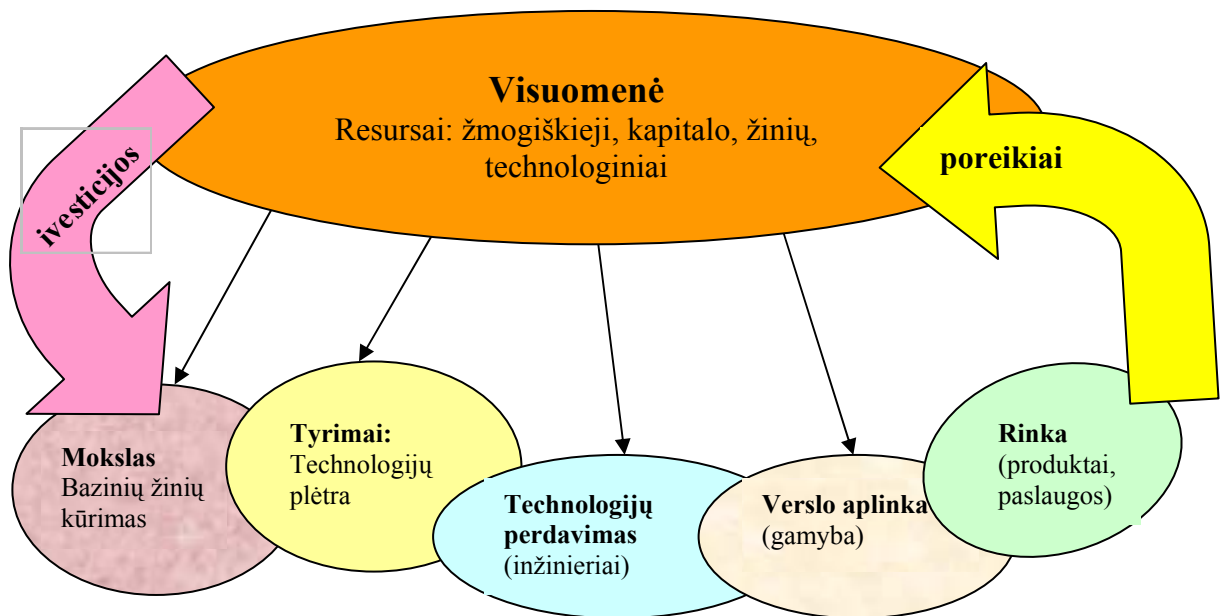 Visuomenė
Resursai: žmogiškieji, kapitalo, žinių,
technologiniai
ivesticijos
poreikiai
Mokslas
Bazinių žinių
kūrimas
Tyrimai:
Technologijų
plėtra
Technologijų
perdavimas
(inžinieriai)
Verslo aplinka
(gamyba)
Rinka
(produktai,
paslaugos)